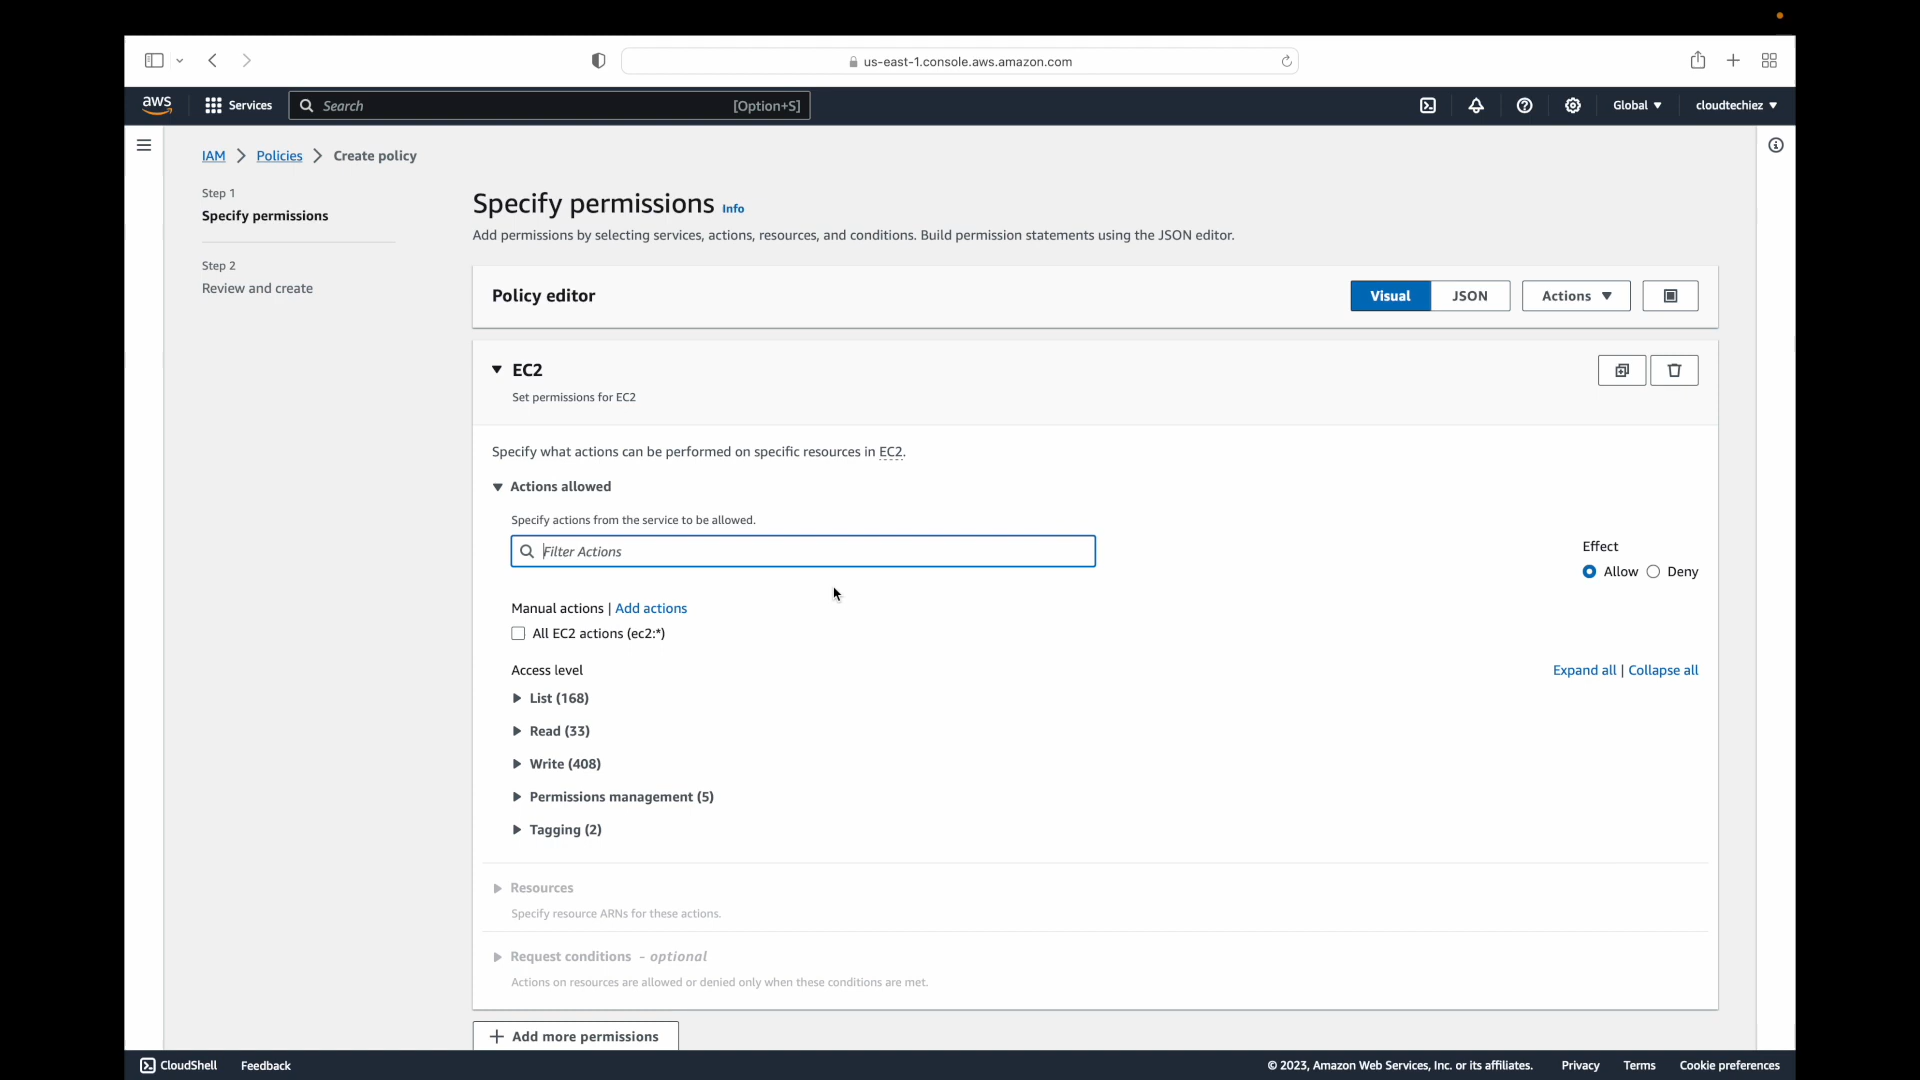 us-east-1.console.aws.amazon.com
aws
Services
Search
[Option+S]
Global
cloudtechiez
IAM
Policies
Create policy
Step 1
Specify permissions
Step 2
Review and create
Specify permissions
Info
Add permissions by selecting services, actions, resources, and conditions. Build permission statements using the JSON editor.
Policy editor
Visual
JSON
Actions
EC2
Set permissions for EC2
Specify what actions can be performed on specific resources in EC2.
Actions allowed
Specify actions from the service to be allowed.
Filter Actions
Effect
Allow
Deny
Manual actions | Add actions
All EC2 actions (ec2:*)
Access level
Expand all | Collapse all
List (168)
Read (33)
Write (408)
Permissions management (5)
Tagging (2)
Resources
Specify resource ARNs for these actions.
Request conditions - optional
Actions on resources are allowed or denied only when these conditions are met.
Add more permissions
CloudShell
Feedback
© 2023, Amazon Web Services, Inc. or its affiliates.
Privacy
Terms
Cookie preferences